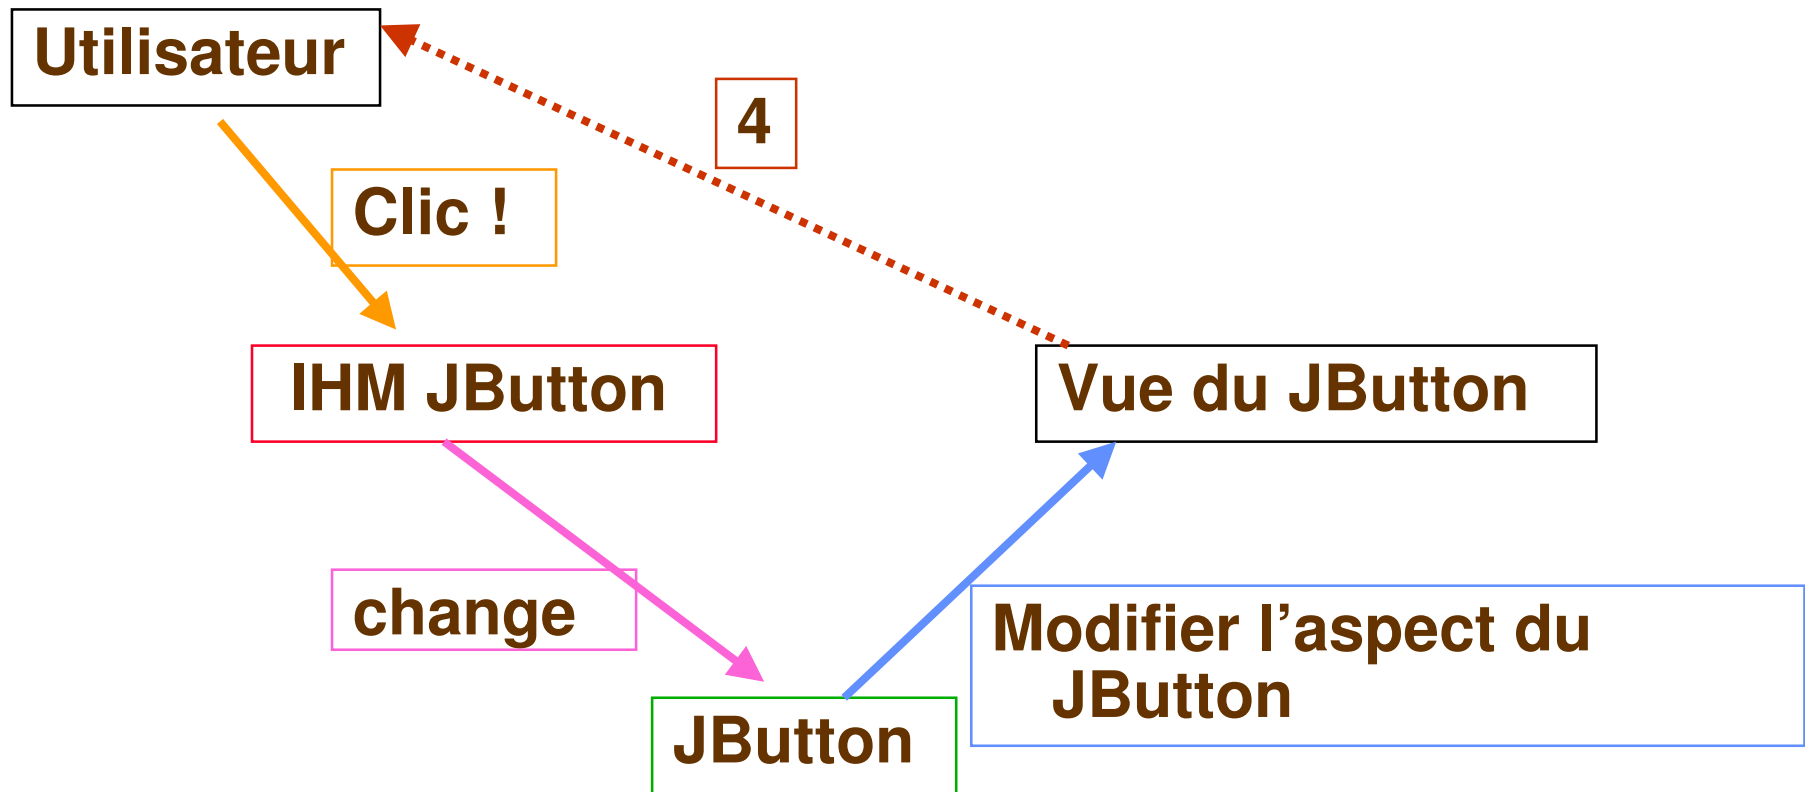 Utilisateur
4
Clic !
IHM JButton
Vue du JButton
change
Modifier l’aspect du
JButton
JButton